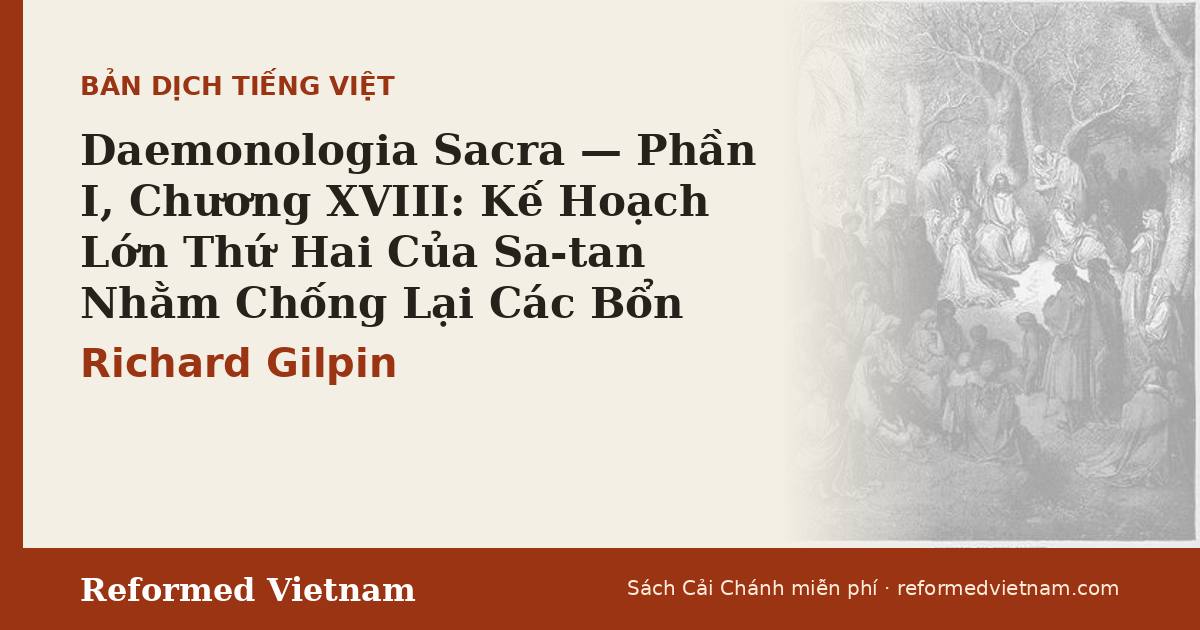 BẢN DỊCH TIẾNG VIỆT
Daemonologia Sacra — Phần
I, Chương XVIII: Kế Hoạch
Lớn Thứ Hai Của Sa-tan
Nhằm Chống Lại Các Bổn
Richard Gilpin
Reformed Vietnam
Sách Cải Chánh miễn phí · reformedvietnam.com